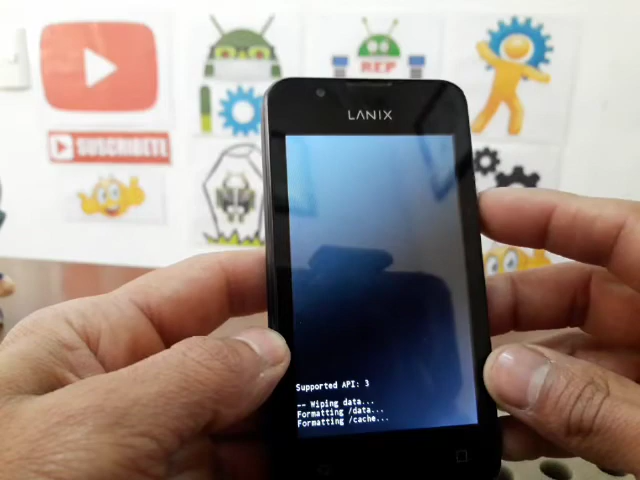 REP
LANIX
SUSCRIBETE
Supported API: 3
-- Wiping data...
Formatting /data...
Formatting /cache...